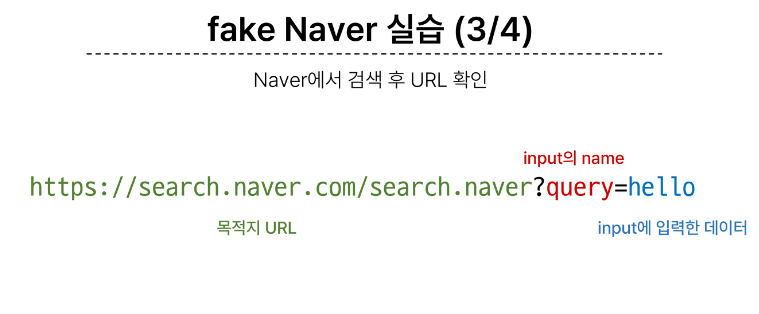 fake Naver 실습 (3/4)
Naver에서 검색 후 URL 확인
input의 name
https://search.naver.com/search.naver?query=hello
목적지 URL
input에 입력한 데이터